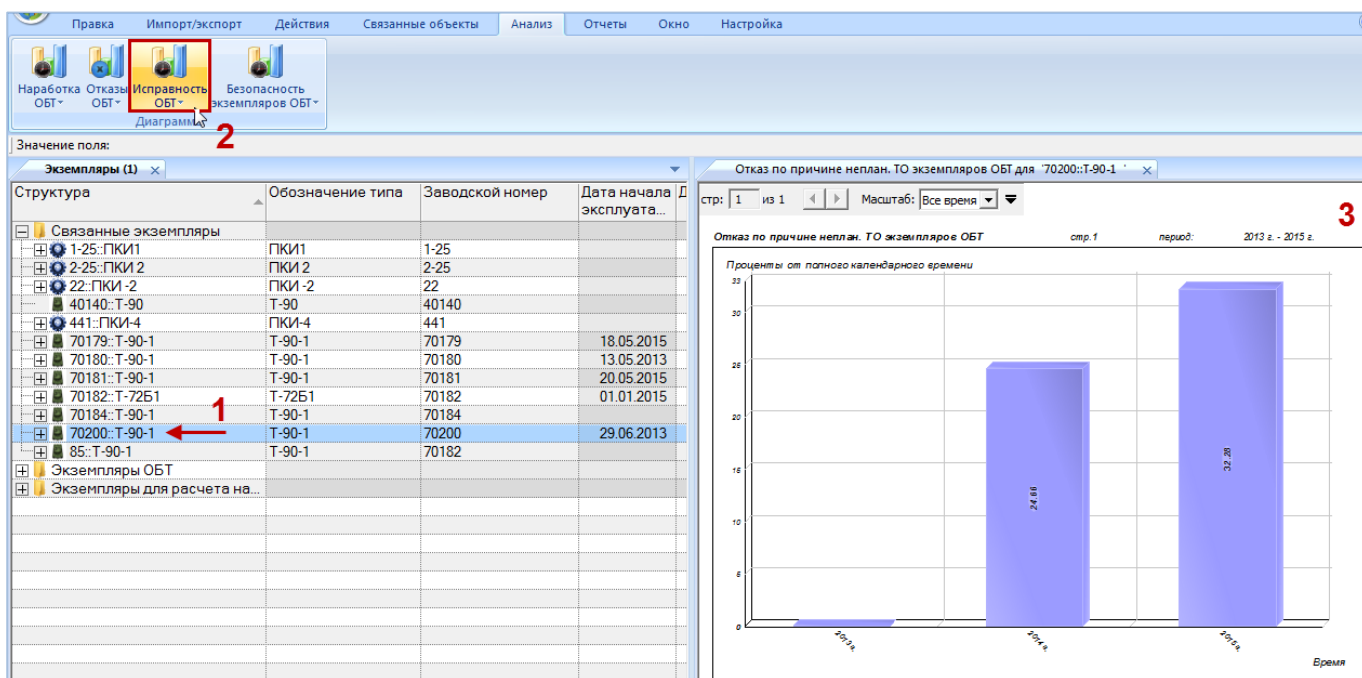 Правка Импорт/экспорт Действия Связанные объекты Анализ Отчеты Окно Настройка
Наработка ОБТ
Отказы ОБТ
Исправность ОБТ
Безопасность экземпляров ОБТ
Диаграммы
2
Значение поля:
Экземпляры (1)
Структура Обозначение типа Заводской номер Дата начала эксплуата... Д
Связанные экземпляры
1-25::ПКИ1 ПКИ1 1-25
2-25::ПКИ 2 ПКИ 2 2-25
22::ПКИ -2 ПКИ -2 22
40140::Т-90 Т-90 40140
441::ПКИ-4 ПКИ-4 441
70179::Т-90-1 Т-90-1 70179 18.05.2015
70180::Т-90-1 Т-90-1 70180 13.05.2013
70181::Т-90-1 Т-90-1 70181 20.05.2015
70182::Т-72Б1 Т-72Б1 70182 01.01.2015
70184::Т-90-1 Т-90-1 70184
1
70200::Т-90-1 Т-90-1 70200 29.06.2013
85::Т-90-1 Т-90-1 70182
Экземпляры ОБТ
Экземпляры для расчета на...
Отказ по причине неплан. ТО экземпляров ОБТ для '70200::Т-90-1 '
стр: 1 из 1 Масштаб: Все время
3
Отказ по причине неплан. ТО экземпляров ОБТ стр.1 период: 2013 г. - 2015 г.
Проценты от полного календарного времени
33
30
25
20
15
10
5
0
24.66
32.28
2013г.
2014г.
2015г.
Время